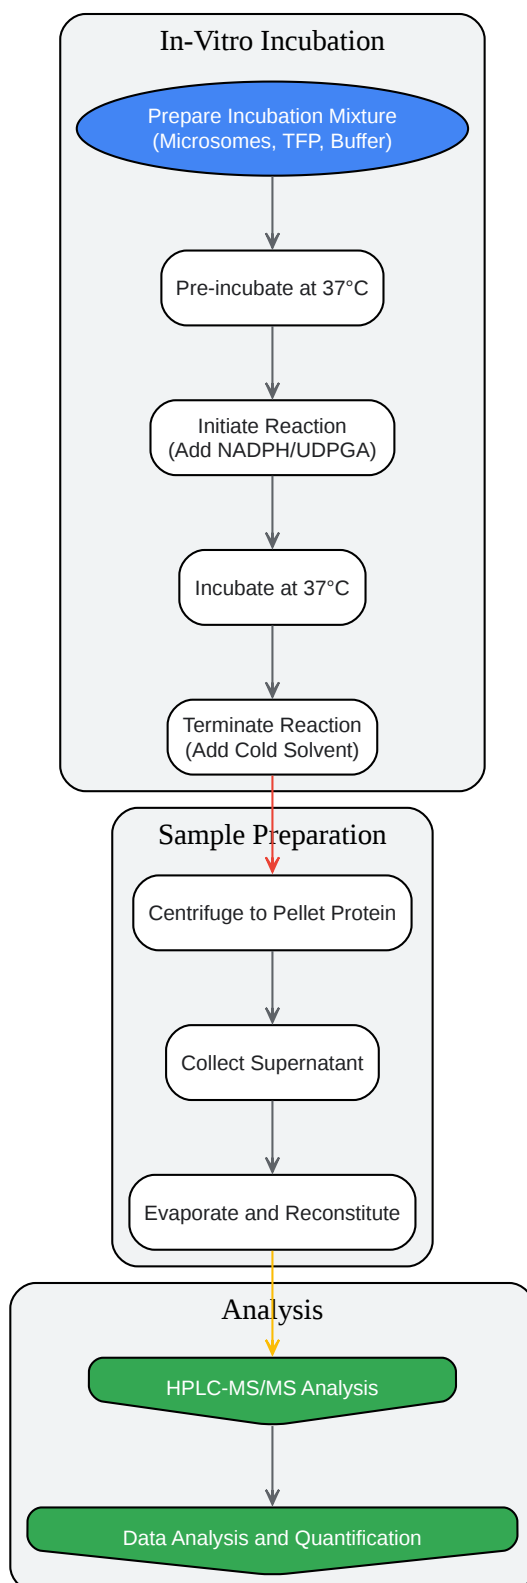 In-Vitro Incubation
Prepare Incubation Mixture
(Microsomes, TFP, Buffer)
Pre-incubate at 37°C
Initiate Reaction
(Add NADPH/UDPGA)
Incubate at 37°C
Terminate Reaction
(Add Cold Solvent)
Sample Preparation
Centrifuge to Pellet Protein
Collect Supernatant
Evaporate and Reconstitute
Analysis
HPLC-MS/MS Analysis
Data Analysis and Quantification